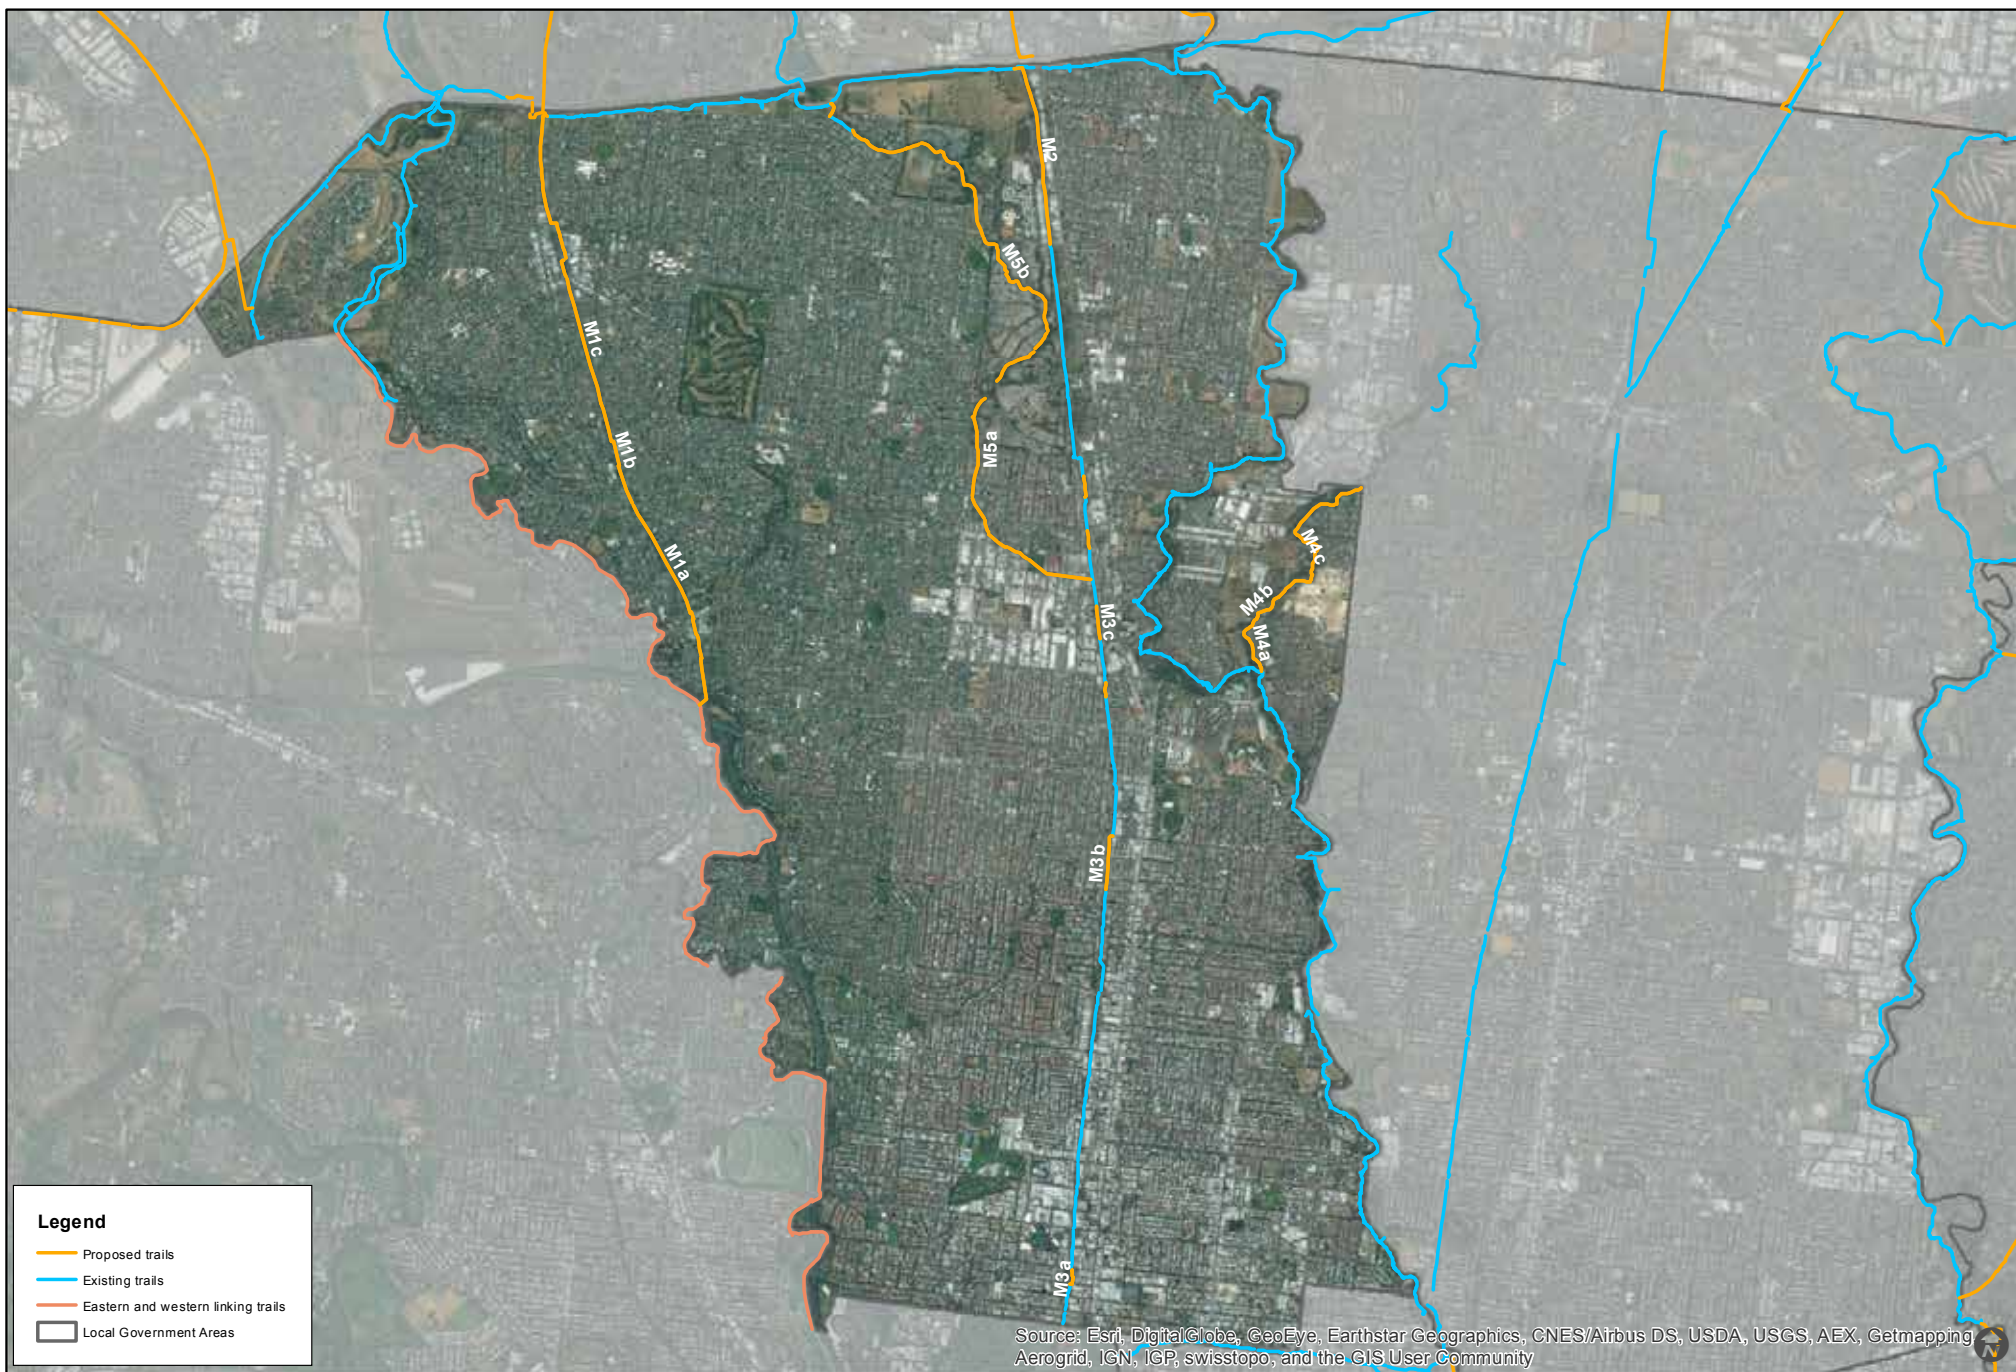 M2
M5b
M1c
M5a
M1b
M1a
M4c
M4b
M3c
M4a
M3b
M3a
Legend
Proposed trails
Existing trails
Eastern and western linking trails
Local Government Areas
Source: Esri, DigitalGlobe, GeoEye, Earthstar Geographics, CNES/Airbus DS, USDA, USGS, AEX, Getmapping,
Aerogrid, IGN, IGP, swisstopo, and the GIS User Community
N